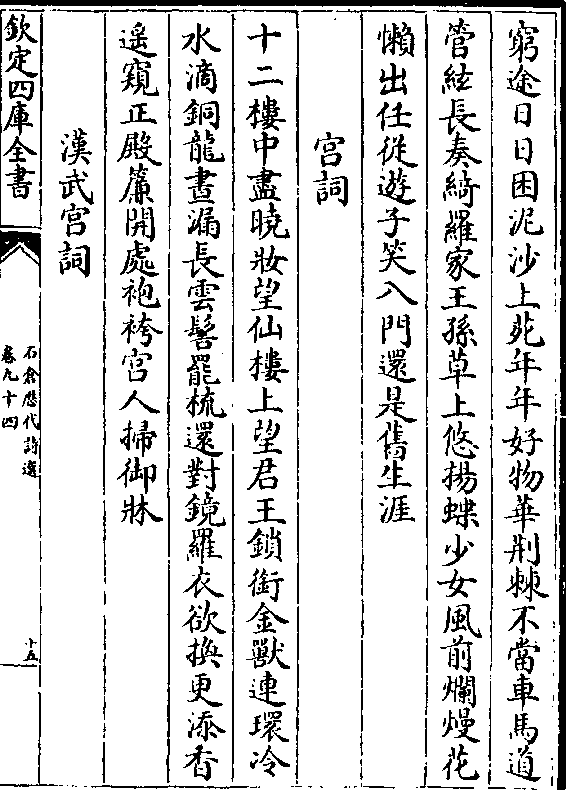 窮途日日困泥沙上苑年年好物華荆棘不當車馬道
管絃長奏綺羅家王孫草上悠揚蝶少女風前爛熳花
懶出任從遊子笑入門還是舊生涯
宫詞
十二樓中盡曉妝望仙樓上望君王鎖銜金獸連環冷
水滴銅龍晝漏長雲髻罷梳還對鏡羅衣欲換更添香
遥窺正殿簾開處袍袴宫人掃御牀
漢武宫詞
欽定四庫全書
石倉歷代詩選
卷九十四
十五